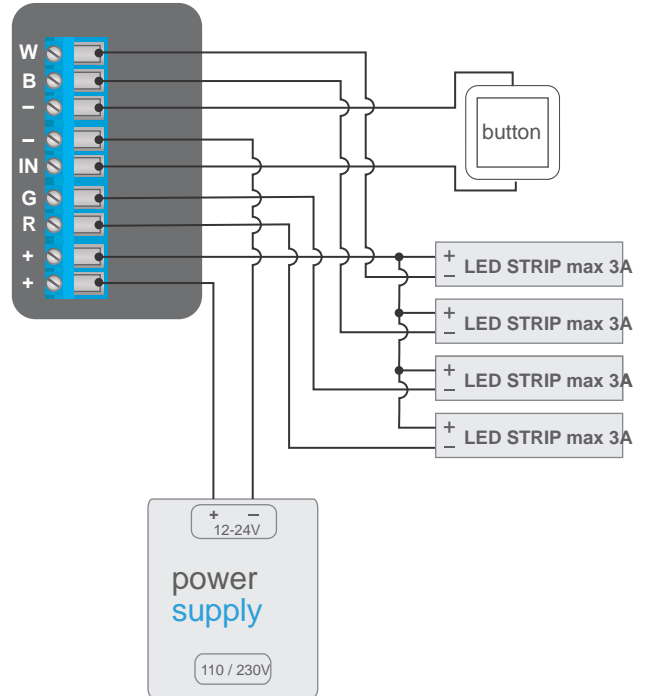 W
B
–
–
IN
G
R
+
+
button
+
– LED STRIP max 3A
+
– LED STRIP max 3A
+
– LED STRIP max 3A
+
– LED STRIP max 3A
+ –
12-24V
power
supply
110 / 230V